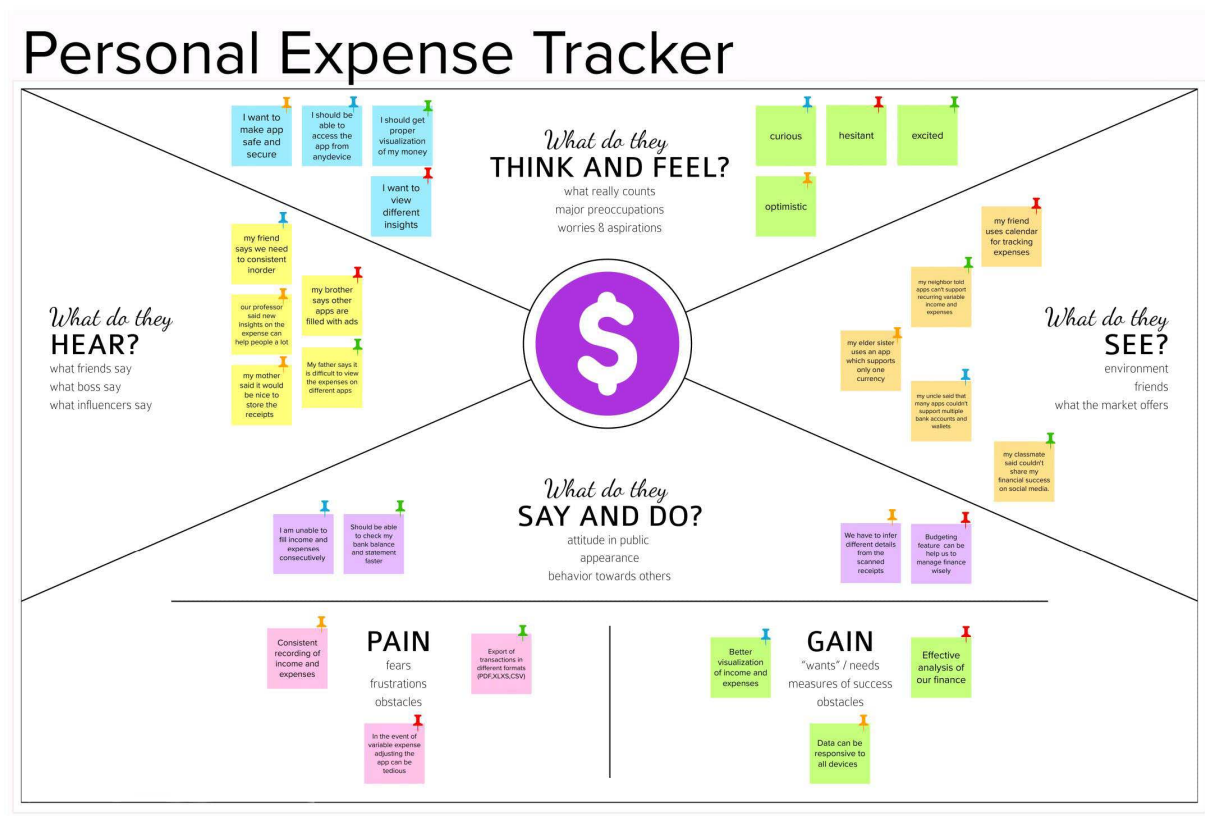 Personal Expense Tracker
I want to
make app
safe and
secure
I should be
able to
access the
app from
anydevice
I should get
proper
visualization
of my money
I want to
view
different
insights
What do they
THINK AND FEEL?
what really counts
major preoccupations
worries & aspirations
curious
hesitant
excited
optimistic
What do they
HEAR?
what friends say
what boss say
what influencers say
my friend
says we need
to consistent
inorder
our professor
said new
insights on the
expense can
help people a lot
my mother
said it would
be nice to
store the
receipts
my brother
says other
apps are
filled with ads
My father says it
is difficult to view
the expenses on
different apps
$
my friend
uses calendar
for tracking
expenses
my neighbor told
apps can't support
recurring variable
income and
expenses
my elder sister
uses an app
which supports
only one
currency
my uncle said that
many apps couldn't
support multiple
bank accounts and
wallets
my classmate
said couldn't
share my
financial success
on social media.
What do they
SEE?
environment
friends
what the market offers
What do they
SAY AND DO?
attitude in public
appearance
behavior towards others
I am unable to
fill income and
expenses
consecutively
Should be able
to check my
bank balance
and statement
faster
We have to infer
different details
from the
scanned
receipts
Budgeting
feature can be
help us to
manage finance
wisely
PAIN
fears
frustrations
obstacles
Consistent
recording of
income and
expenses
Export of
transactions in
different formats
(PDF,XLXS,CSV)
In the event of
variable expense
adjusting the
app can be
tedious
GAIN
"wants" / needs
measures of success
obstacles
Better
visualization
of income and
expenses
Effective
analysis of
our finance
Data can be
responsive to
all devices